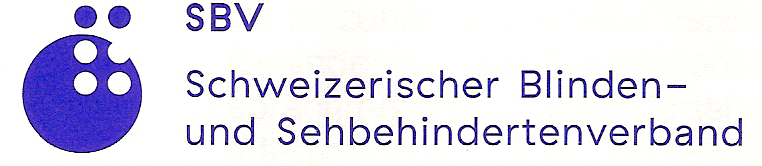 SBV
Schweizerischer Blinden-
und Sehbehindertenverband